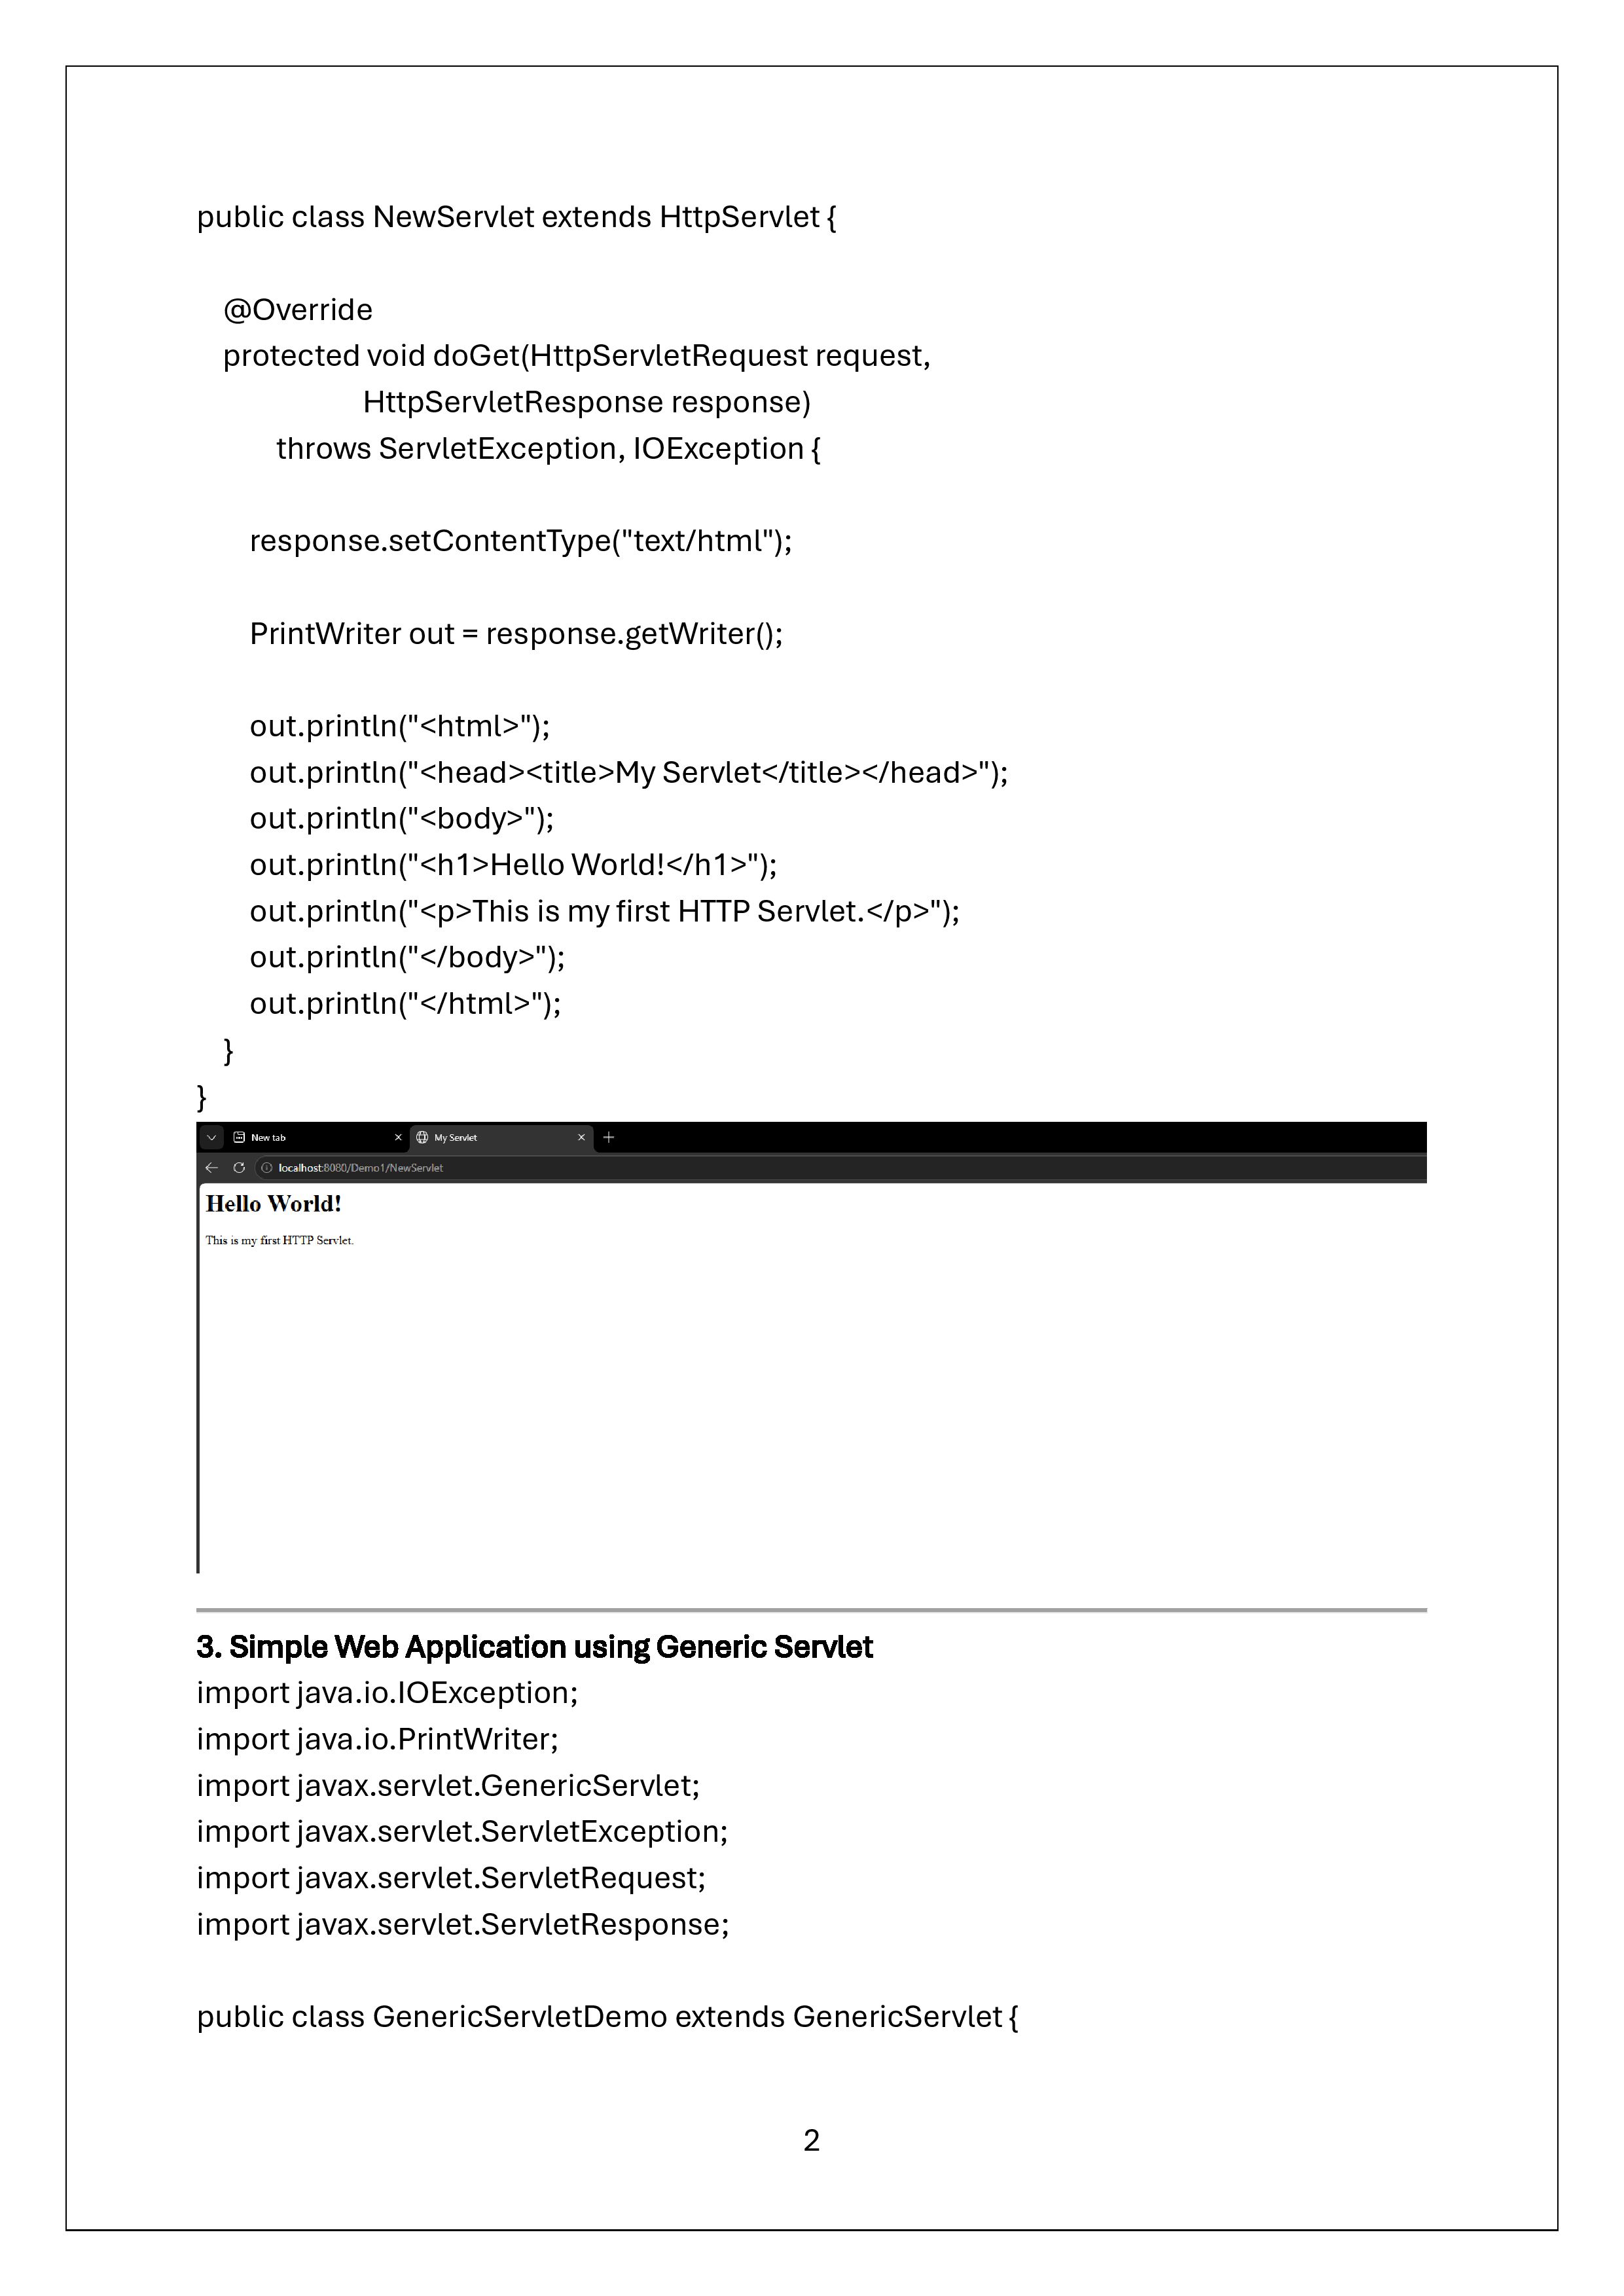 public class NewServlet extends HttpServlet {
@Override
protected void doGet(HttpServletRequest request,
HttpServletResponse response)
throws ServletException, IOException {
response.setContentType("text/html");
PrintWriter out = response.getWriter();
out.println("<html>");
out.println("<head><title>My Servlet</title></head>");
out.println("<body>");
out.println("<h1>Hello World!</h1>");
out.println("<p>This is my first HTTP Servlet.</p>");
out.println("</body>");
out.println("</html>");
}
}
New tab My Servlet
localhost:8080/Demo1/NewServlet
Hello World!
This is my first HTTP Servlet.
3. Simple Web Application using Generic Servlet
import java.io.IOException;
import java.io.PrintWriter;
import javax.servlet.GenericServlet;
import javax.servlet.ServletException;
import javax.servlet.ServletRequest;
import javax.servlet.ServletResponse;
public class GenericServletDemo extends GenericServlet {
2